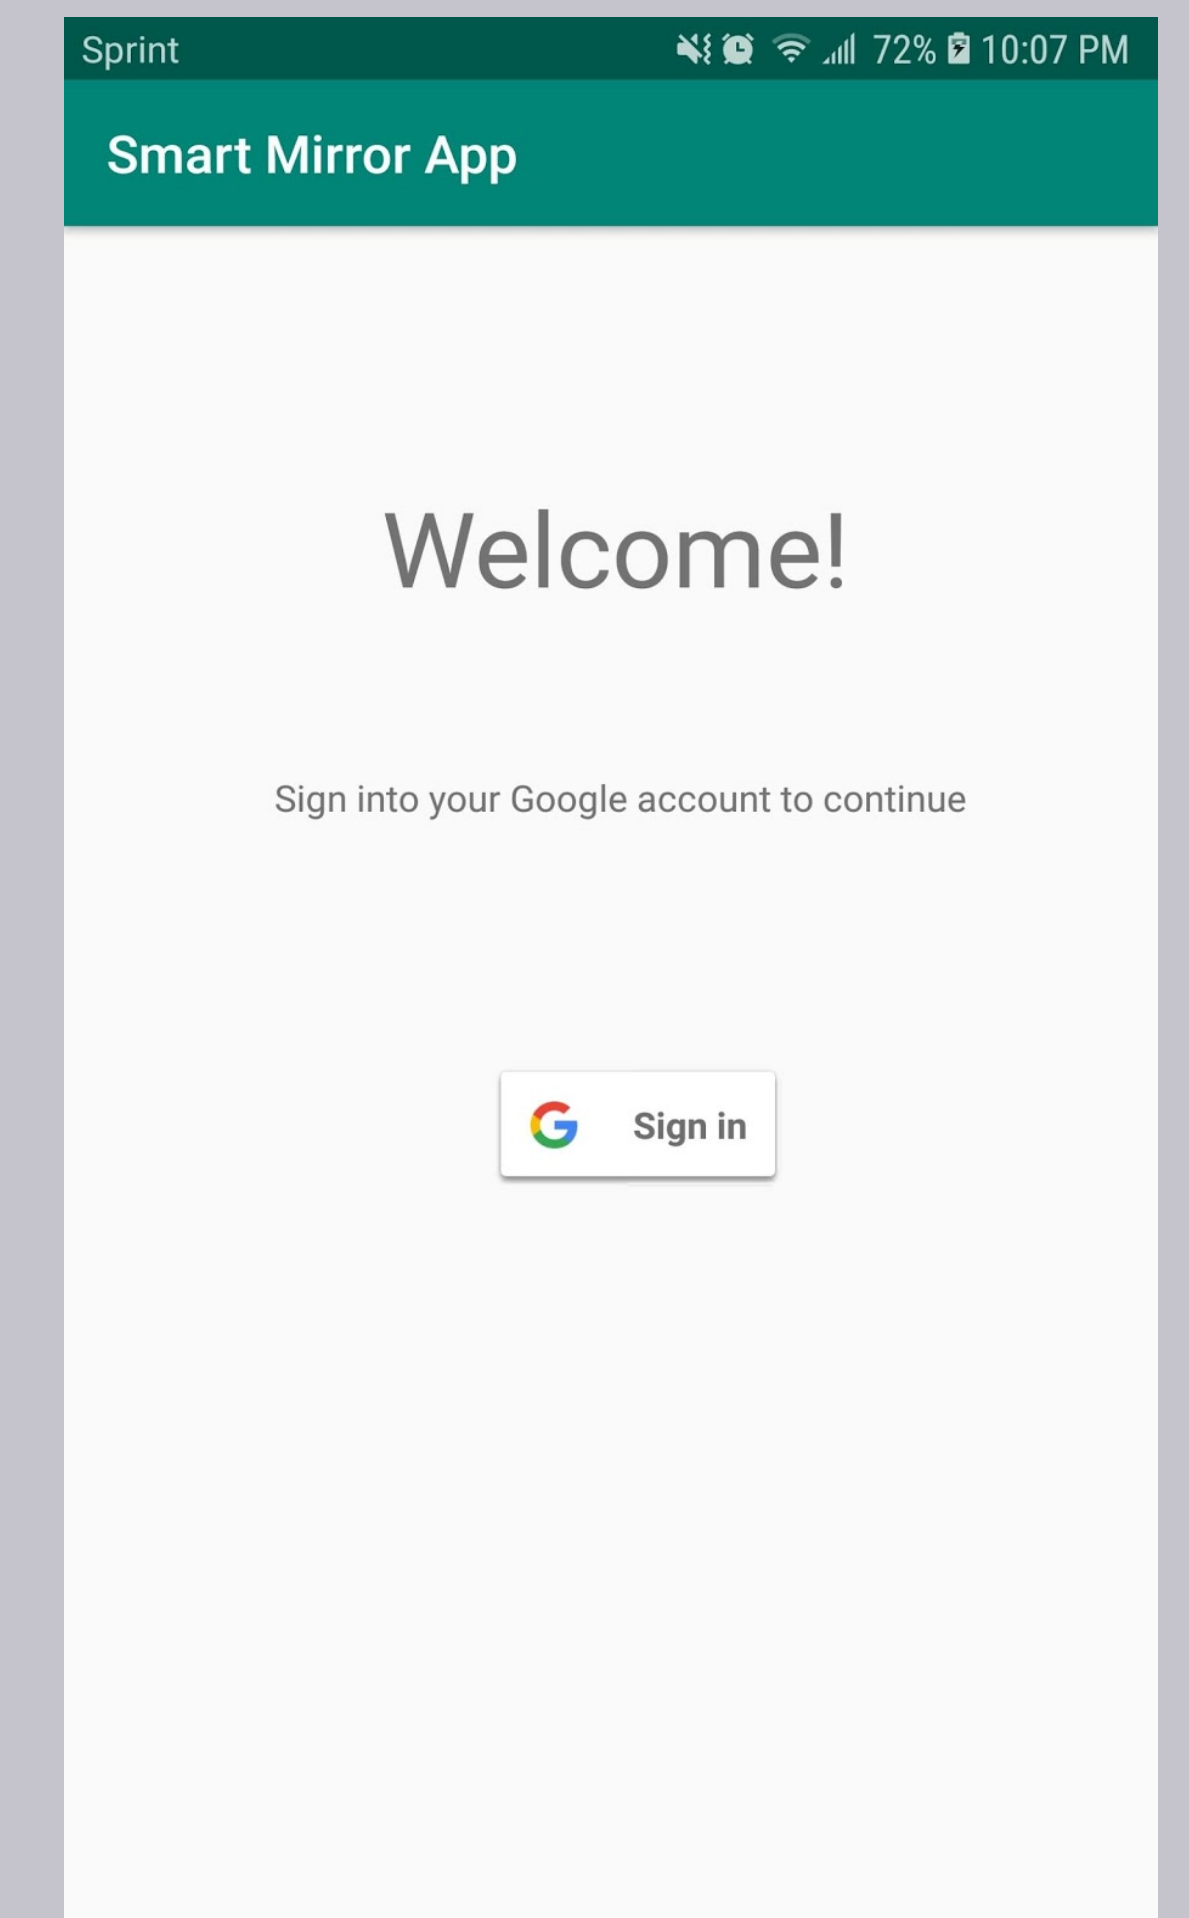 Sprint 72% 10:07 PM
Smart Mirror App
Welcome!
Sign into your Google account to continue
Sign in